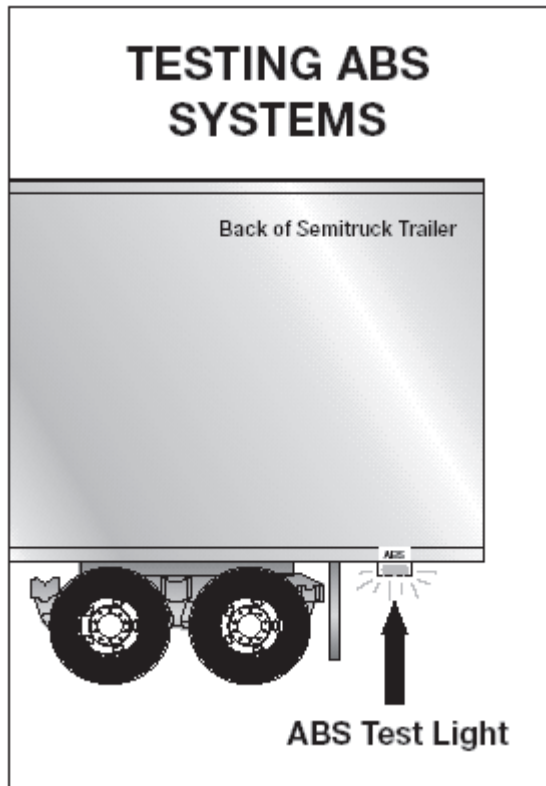 TESTING ABS
SYSTEMS
Back of Semitruck Trailer
ABS
ABS Test Light